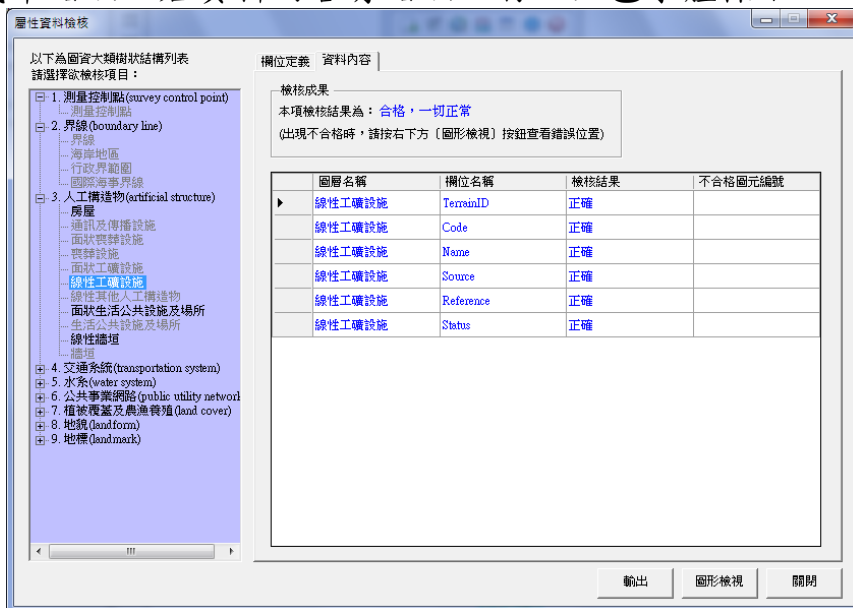 屬性資料檢核
以下為圖資大類樹狀結構列表
請選擇欲檢核項目：
1. 測量控制點(survey control point)
測量控制點
2. 界線(boundary line)
界線
海岸地區
行政界範圍
國際海事界線
3. 人工構造物(artificial structure)
房屋
通訊及傳播設施
面狀喪葬設施
喪葬設施
面狀工礦設施
線性工礦設施
線性其他人工構造物
面狀生活公共設施及場所
生活公共設施及場所
線性牆垣
牆垣
4. 交通系統(transportation system)
5. 水系(water system)
6. 公共事業網路(public utility network
7. 植被覆蓋及農漁養殖(land cover)
8. 地貌(landform)
9. 地標(landmark)
欄位定義 資料內容
檢核成果
本項檢核結果為：合格，一切正常
(出現不合格時，請按右下方〔圖形檢視〕按鈕查看錯誤位置)
圖層名稱 欄位名稱 檢核結果 不合格圖元編號
線性工礦設施 TerrainID 正確
線性工礦設施 Code 正確
線性工礦設施 Name 正確
線性工礦設施 Source 正確
線性工礦設施 Reference 正確
線性工礦設施 Status 正確
輸出 圖形檢視 關閉